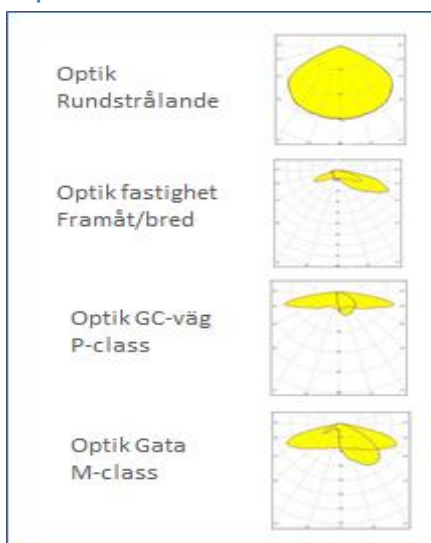 Optik
Rundstrålande
Optik fastighet
Framåt/bred
Optik GC-väg
P-class
Optik Gata
M-class